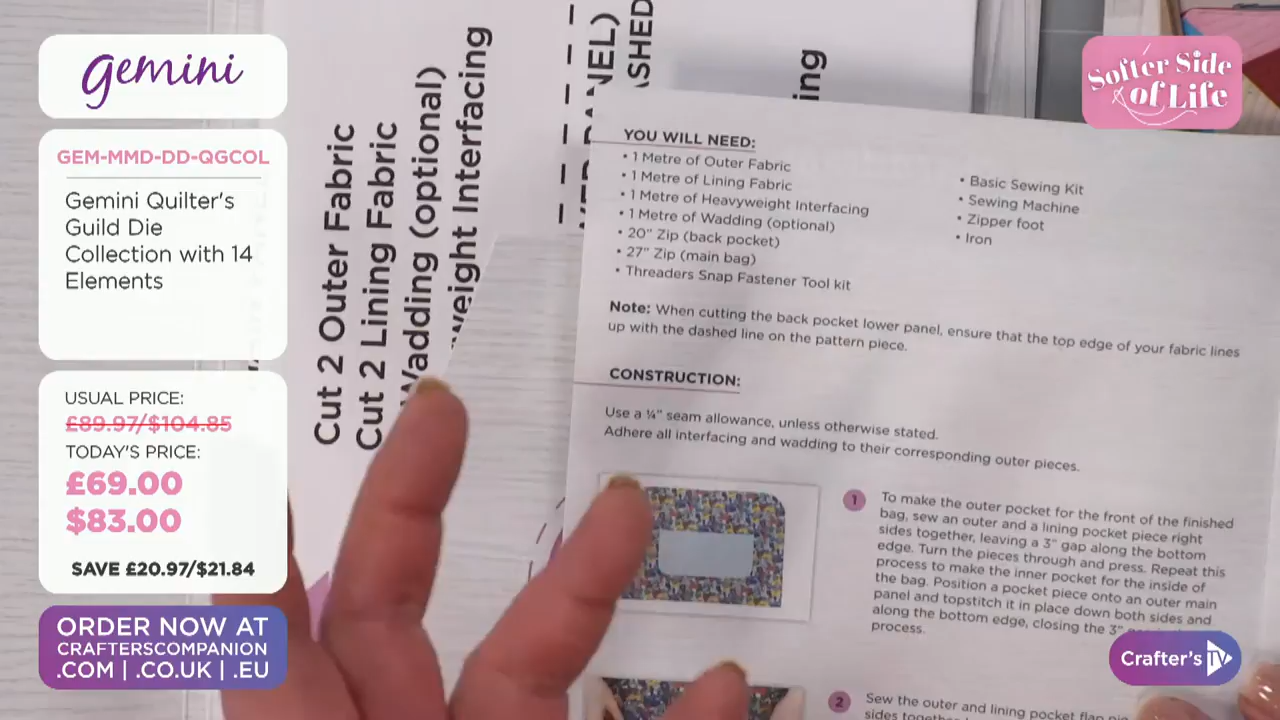 gemini
GEM-MMD-DD-QGCOL
Gemini Quilter's
Guild Die
Collection with 14
Elements
USUAL PRICE:
£89.97/$104.85
TODAY'S PRICE:
£69.00
$83.00
SAVE £20.97/$21.84
ORDER NOW AT
CRAFTERSCOMPANION
.COM | .CO.UK | .EU
Softer Side
of Life
Cut 2 Outer Fabric
Cut 2 Lining Fabric
Wadding (optional)
weight Interfacing
PANEL)
ASHED
ing
YOU WILL NEED:
• 1 Metre of Outer Fabric
• 1 Metre of Lining Fabric
• 1 Metre of Heavyweight Interfacing
• 1 Metre of Wadding (optional)
• 20" Zip (back pocket)
• 27" Zip (main bag)
• Threaders Snap Fastener Tool kit
• Basic Sewing Kit
• Sewing Machine
• Zipper foot
• Iron
Note: When cutting the back pocket lower panel, ensure that the top edge of your fabric lines
up with the dashed line on the pattern piece.
CONSTRUCTION:
Use a ¼" seam allowance, unless otherwise stated.
Adhere all interfacing and wadding to their corresponding outer pieces.
1
To make the outer pocket for the front of the finished
bag, sew an outer and a lining pocket piece right
sides together, leaving a 3" gap along the bottom
edge. Turn the pieces through and press. Repeat this
process to make the inner pocket for the inside of
the bag. Position a pocket piece onto an outer main
panel and topstitch it in place down both sides and
along the bottom edge, closing the 3"
process.
2
Sew the outer and lining pocket flap
sides together
Crafter's TV